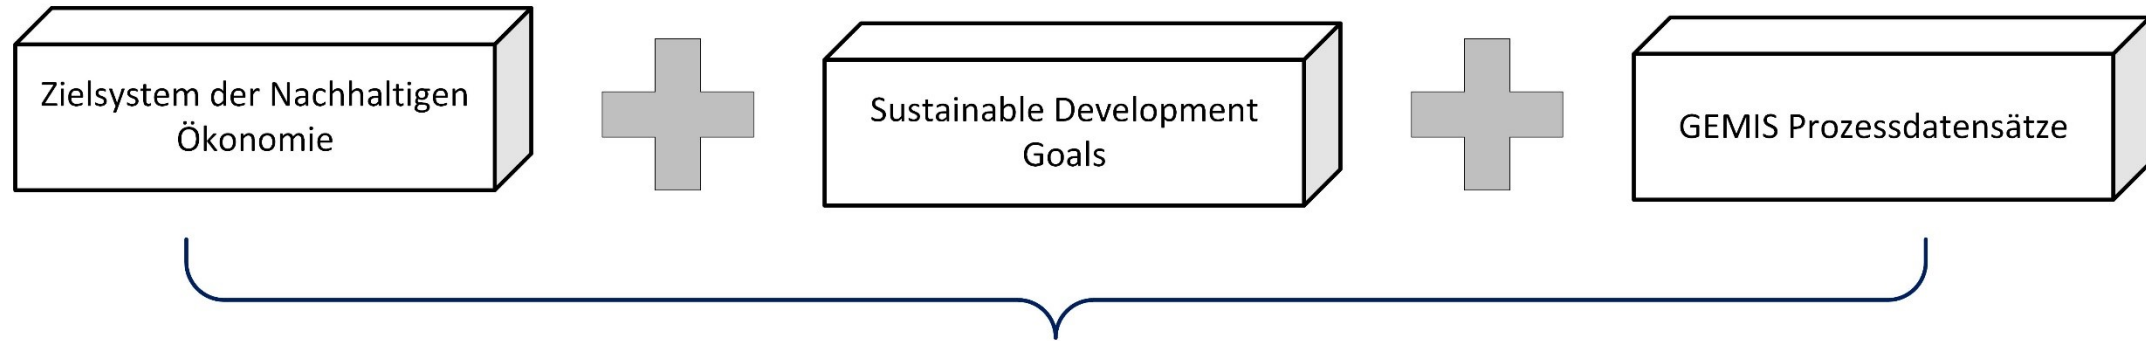 Zielsystem der Nachhaltigen
Ökonomie
Sustainable Development
Goals
GEMIS Prozessdatensätze